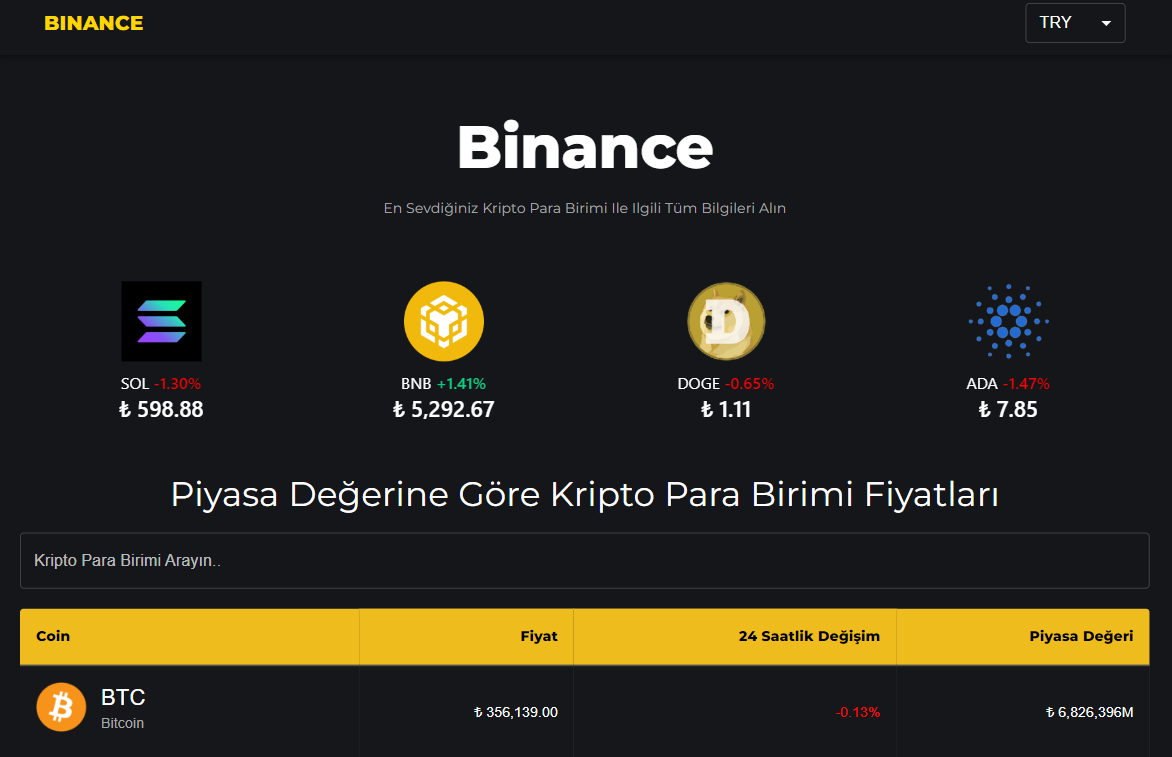 BINANCE
TRY
Binance
En Sevdiğiniz Kripto Para Birimi Ile Ilgili Tüm Bilgileri Alın
SOL -1.30%
₺ 598.88
BNB +1.41%
₺ 5,292.67
DOGE -0.65%
₺ 1.11
ADA -1.47%
₺ 7.85
Piyasa Değerine Göre Kripto Para Birimi Fiyatları
Kripto Para Birimi Arayın..
Coin Fiyat 24 Saatlik Değişim Piyasa Değeri
BTC
Bitcoin
₺ 356,139.00 -0.13% ₺ 6,826,396M